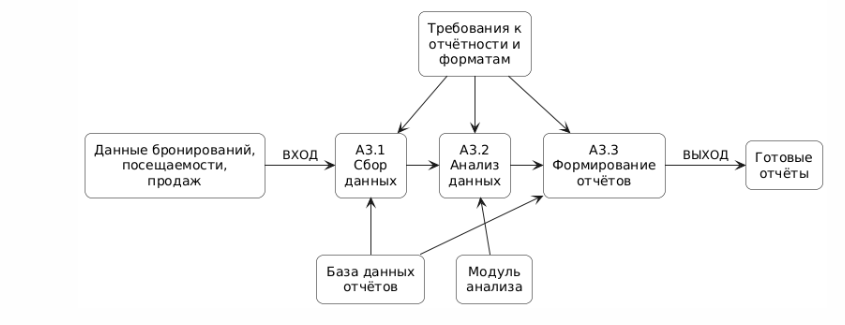 Требования к
отчётности и
форматам
Данные бронирований,
посещаемости,
продаж
ВХОД
А3.1
Сбор
данных
А3.2
Анализ
данных
А3.3
Формирование
отчётов
ВЫХОД
Готовые
отчёты
База данных
отчётов
Модуль
анализа